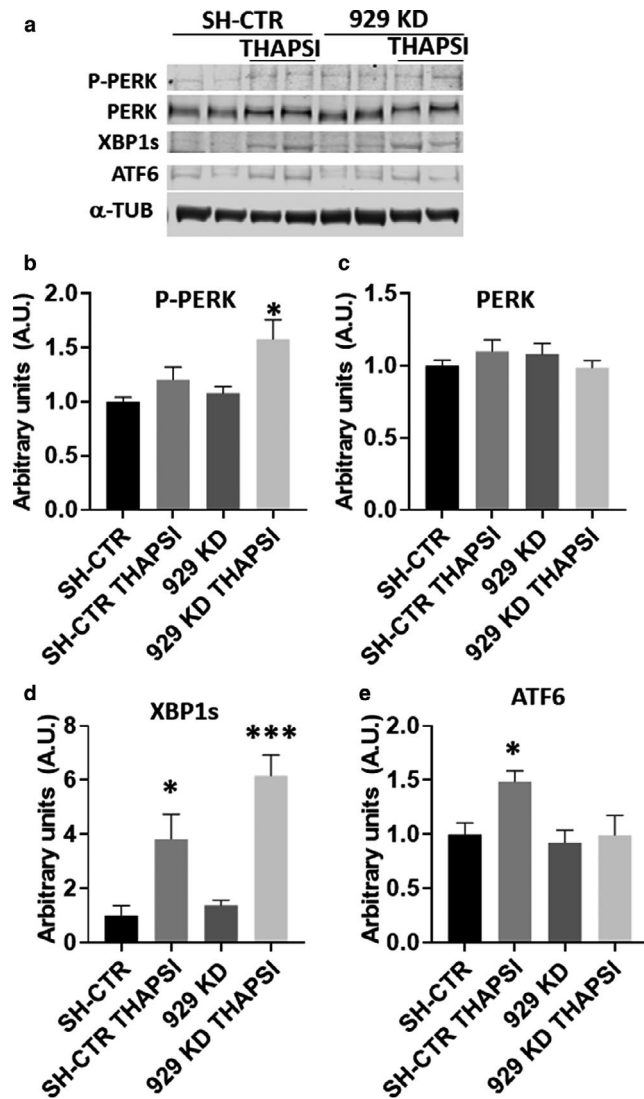 a
SH-CTR 929 KD
THAPSI THAPSI
P-PERK
PERK
XBP1s
ATF6
α-TUB
b
P-PERK
Arbitrary units (A.U.)
2.0
1.5
1.0
0.5
0.0
*
SH-CTR
SH-CTR THAPSI
929 KD
929 KD THAPSI
c
PERK
Arbitrary units (A.U.)
1.5
1.0
0.5
0.0
SH-CTR
SH-CTR THAPSI
929 KD
929 KD THAPSI
d
XBP1s
Arbitrary units (A.U.)
8
6
4
2
0
*
***
SH-CTR
SH-CTR THAPSI
929 KD
929 KD THAPSI
e
ATF6
Arbitrary units (A.U.)
2.0
1.5
1.0
0.5
0.0
*
SH-CTR
SH-CTR THAPSI
929 KD
929 KD THAPSI